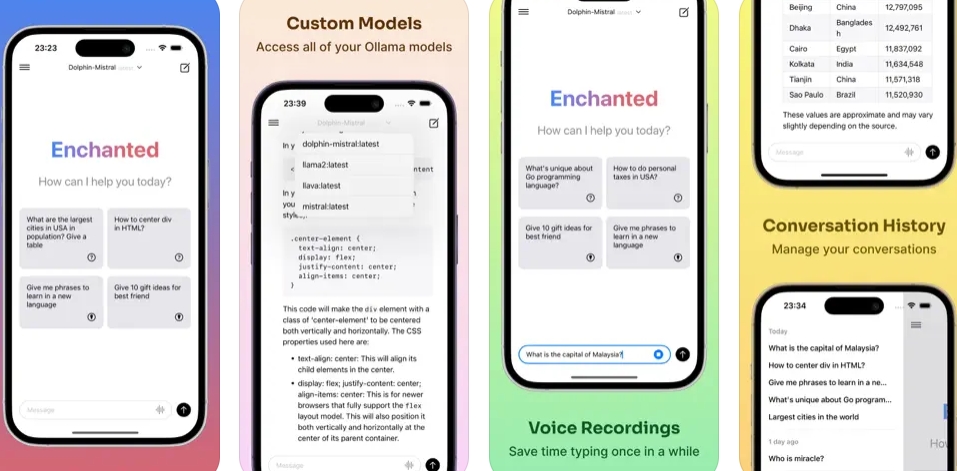 23:23
Dolphin-Mistral
Enchanted
How can I help you today?
What are the largest
cities in USA in
population? Give a
table
How to center div
in HTML?
Give me phrases to
learn in a new
language
Give 10 gift ideas for
best friend
Message
Custom Models
Access all of your Ollama models
23:39
Dolphin-Mistral
In y
dolphin-mistral:latest
llama2:latest
<
ntent
llava:latest
In y
you
mistral:latest
style
.center-element {
text-align: center;
display: flex;
justify-content: center;
align-items: center;
}
This code will make the div element with a
class of 'center-element' to be centered
both vertically and horizontally. The CSS
properties used here are:
• text-align: center: This will align its
child elements in the center.
• display: flex; justify-content: center;
align-items: center: This is for newer
browsers that fully support the flex
layout model. This will also position it
both vertically and horizontally at the
center of its parent container.
Message
Dolphin-Mistral
Enchanted
How can I help you today?
What's unique about
Go programming
language?
How to do personal
taxes in USA?
Give 10 gift ideas for
best friend
Give me phrases to
learn in a new
language
What is the capital of Malaysia?
Voice Recordings
Save time typing once in a while
Beijing China 12,797,095
Dhaka Banglades
h 12,492,761
Cairo Egypt 11,837,092
Kolkata India 11,634,548
Tianjin China 11,571,318
Sao Paulo Brazil 11,520,930
These values are approximate and may vary
slightly depending on the source.
Message
Conversation History
Manage your conversations
23:34
Today
What is the capital of Malaysia?
How to center div in HTML?
Give me phrases to learn in a ne...
What's unique about Go program...
Largest cities in the world
1 day ago
Who is miracle?
How